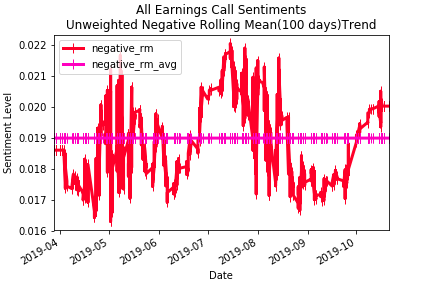 All Earnings Call Sentiments
Unweighted Negative Rolling Mean(100 days)Trend
negative_rm
negative_rm_avg
Sentiment Level
0.022
0.021
0.020
0.019
0.018
0.017
0.016
2019-04
2019-05
2019-06
2019-07
2019-08
2019-09
2019-10
Date